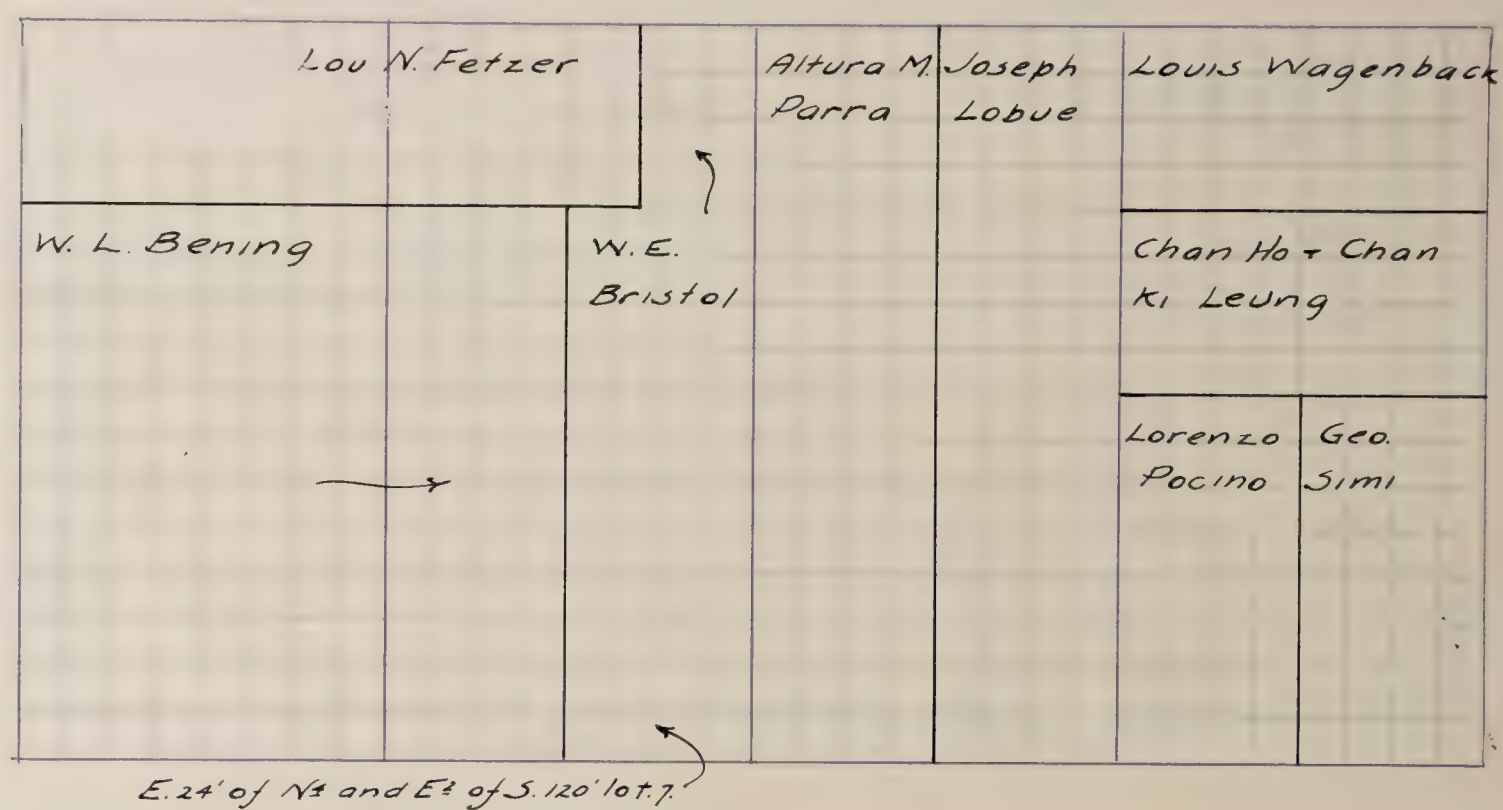 Lou N. Fetzer
Altura M. Parra
Joseph Lobue
Louis Wagenback
W. L. Bening
W. E.
Bristol
Chan Ho + Chan
Ki Leung
Lorenzo
Pocino
Geo.
Simi
E. 24' of N¼ and E½ of S. 120' lot. 7.